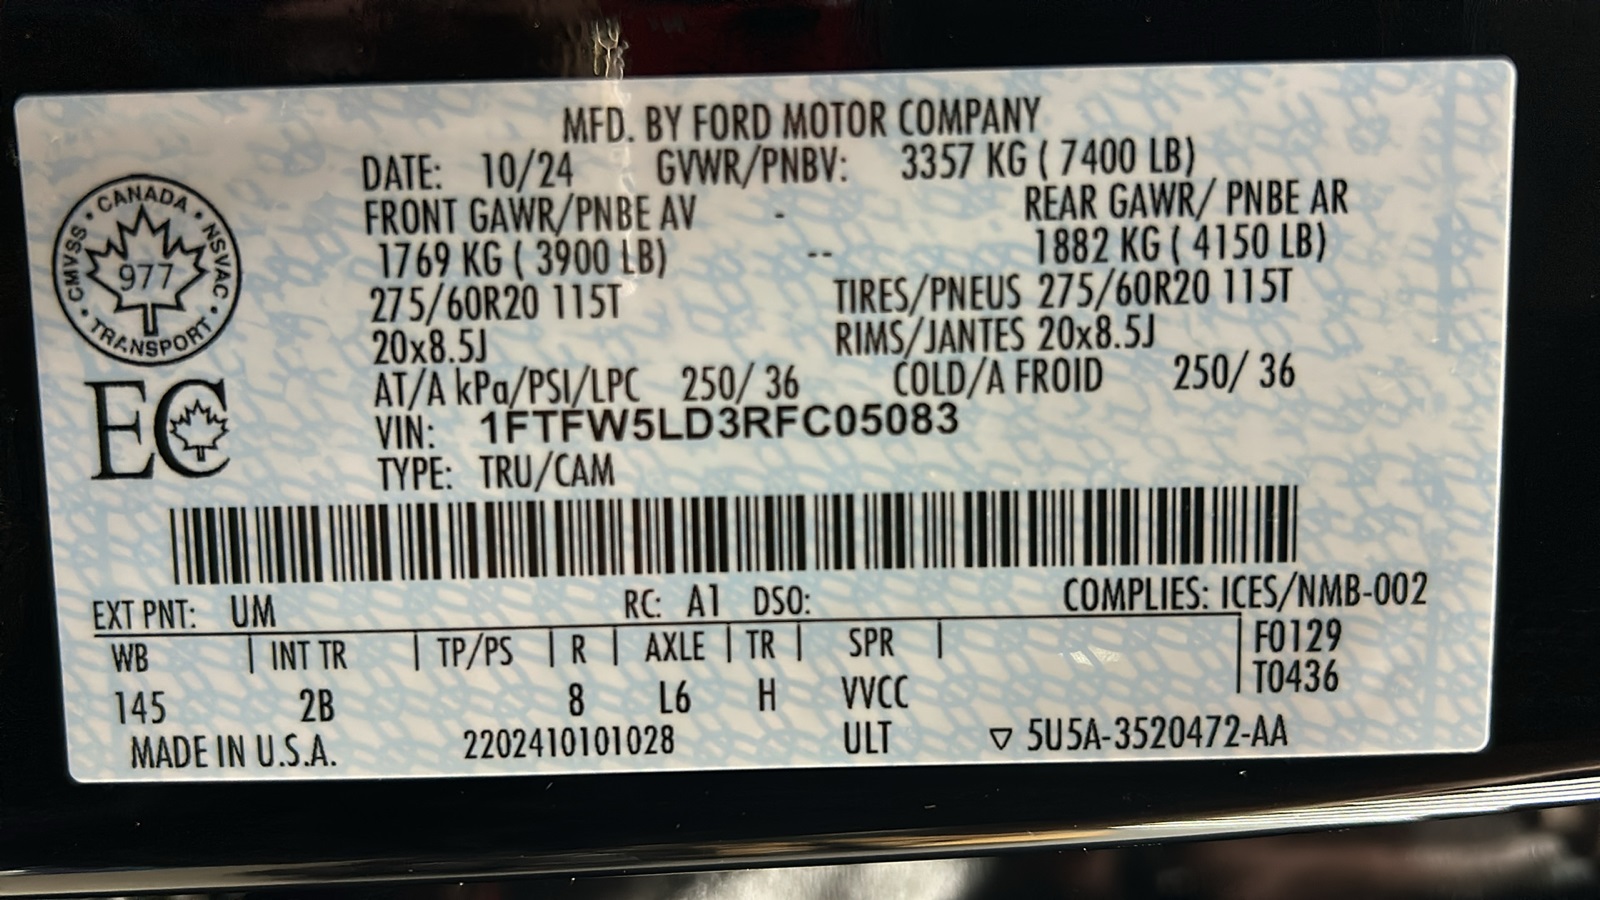 MFD. BY FORD MOTOR COMPANY
DATE: 10/24 GVWR/PNBV: 3357 KG ( 7400 LB)
FRONT GAWR/PNBE AV - REAR GAWR/ PNBE AR
1769 KG ( 3900 LB) -- 1882 KG ( 4150 LB)
275/60R20 115T TIRES/PNEUS 275/60R20 115T
20x8.5J RIMS/JANTES 20x8.5J
AT/A kPa/PSI/LPC 250/ 36 COLD/A FROID 250/ 36
VIN: 1FTFW5LD3RFC05083
TYPE: TRU/CAM
CANADA • NSVAC • TRANSPORT • CMVSS •
977
EC
EXT PNT: UM RC: A1 DSO: COMPLIES: ICES/NMB-002
WB | INT TR | TP/PS | R | AXLE | TR | SPR | F0129
T0436
145 2B 8 L6 H VVCC
MADE IN U.S.A. 2202410101028 ULT ▽ 5U5A-3520472-AA